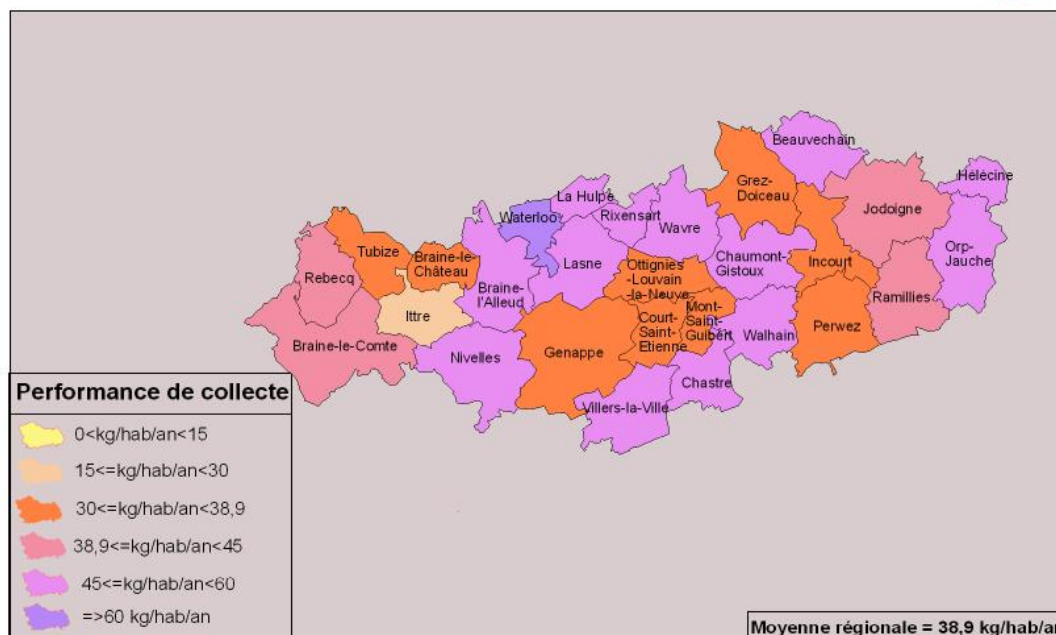 Beauvechain
Hélécine
Grez-
Doiceau
La Hulpe
Jodoigne
Waterloo
Rixensart
Wavre
Tubize
Braine-le-
Château
Lasne
Ottignies
-Louvain
-la-Neuve
Chaumont-
Gistoux
Incourt
Orp-
Jauche
Rebecq
Braine-
l'Alleud
Ittre
Mont-
Saint-
Guibert
Ramillies
Court-
Saint-
Etienne
Perwez
Braine-le-Comte
Nivelles
Genappe
Walhain
Chastre
Villers-la-Ville
Performance de collecte
0<kg/hab/an<15
15<=kg/hab/an<30
30<=kg/hab/an<38,9
38,9<=kg/hab/an<45
45<=kg/hab/an<60
=>60 kg/hab/an
Moyenne régionale = 38,9 kg/hab/an